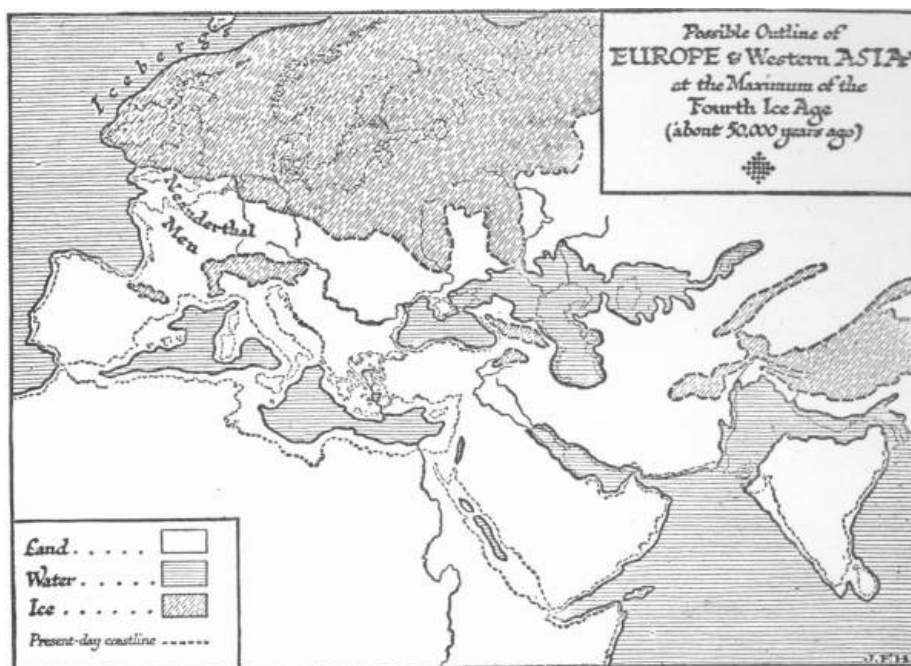 Possible Outline of
EUROPE & Western ASIA
at the Maximum of the
Fourth Ice Age
(about 50,000 years ago)
Icebergs
Neanderthal
Men
Land . . . . . .
Water . . . . .
Ice . . . . . .
Present-day coastline
J.F.H.